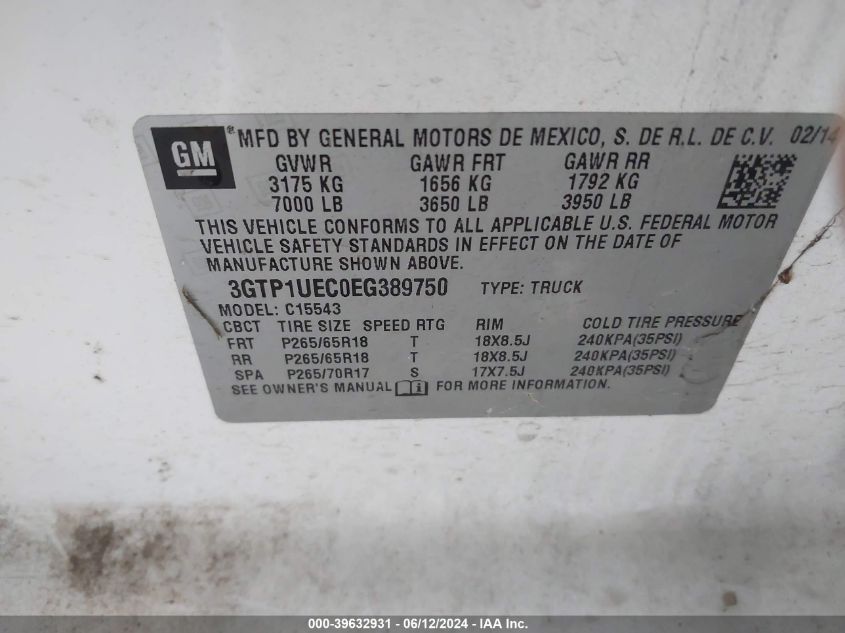 GM® MFD BY GENERAL MOTORS DE MEXICO, S. DE R.L. DE C.V. 02/14
GVWR GAWR FRT GAWR RR
3175 KG 1656 KG 1792 KG
7000 LB 3650 LB 3950 LB
THIS VEHICLE CONFORMS TO ALL APPLICABLE U.S. FEDERAL MOTOR
VEHICLE SAFETY STANDARDS IN EFFECT ON THE DATE OF
MANUFACTURE SHOWN ABOVE.
3GTP1UEC0EG389750 TYPE: TRUCK
MODEL: C15543
CBCT TIRE SIZE SPEED RTG RIM COLD TIRE PRESSURE
FRT P265/65R18 T 18X8.5J 240KPA(35PSI)
RR P265/65R18 T 18X8.5J 240KPA(35PSI)
SPA P265/70R17 S 17X7.5J 240KPA(35PSI)
SEE OWNER'S MANUAL i FOR MORE INFORMATION.
000-39632931 - 06/12/2024 - IAA Inc.